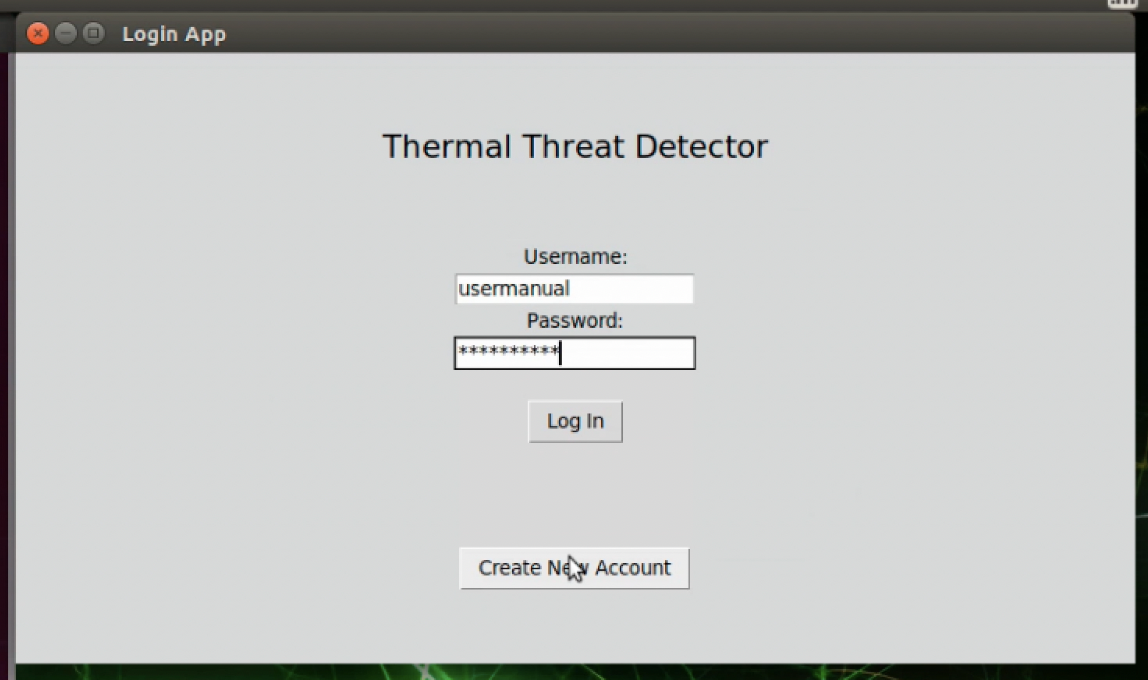 Login App
Thermal Threat Detector
Username:
usermanual
Password:
**********
Log In
Create New Account